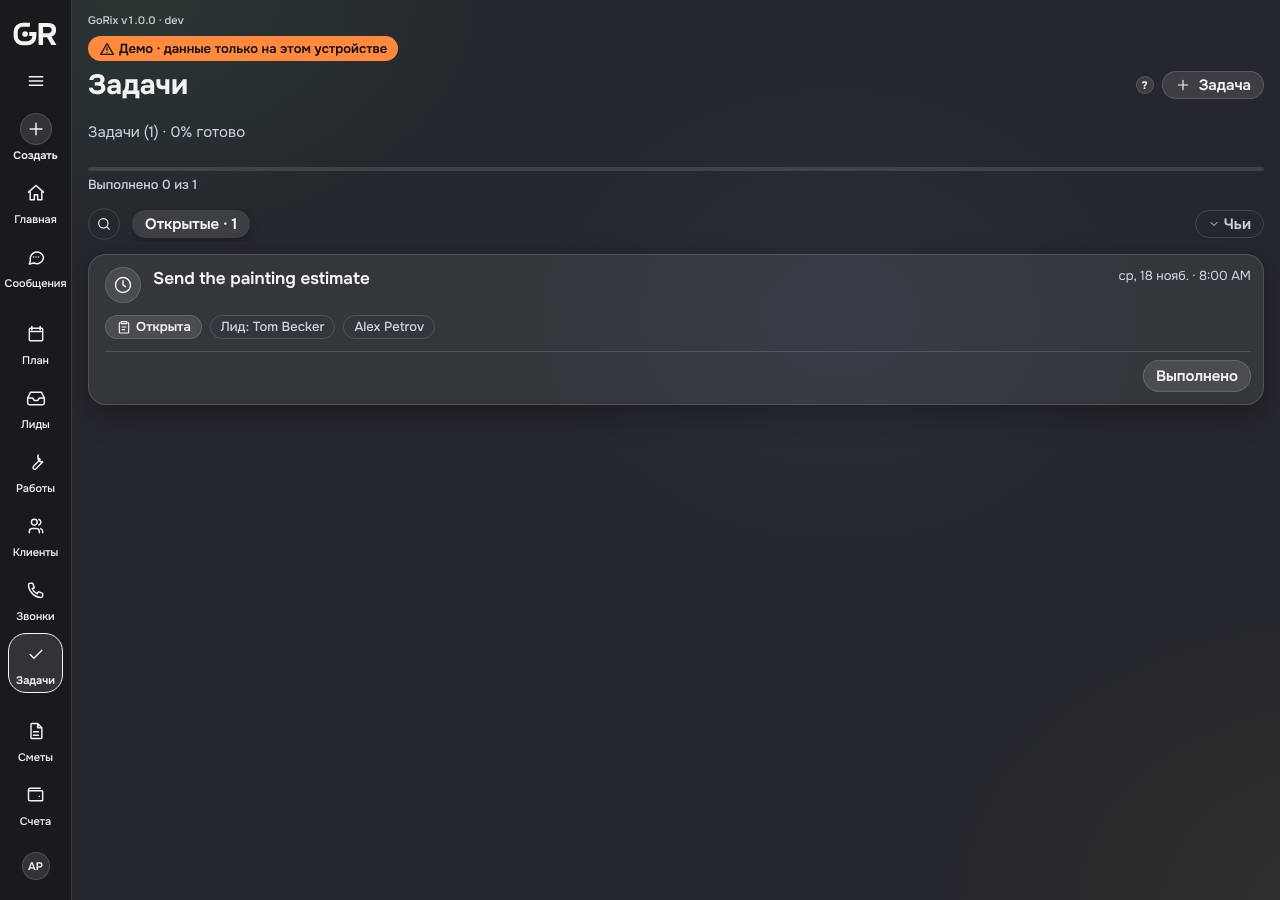 GR
GoRix v1.0.0 · dev
Демо · данные только на этом устройстве
Задачи
?
Задача
Задачи (1) · 0% готово
Выполнено 0 из 1
Открытые · 1
Чьи
Send the painting estimate
ср, 18 нояб. · 8:00 AM
Открыта
Лид: Tom Becker
Alex Petrov
Выполнено
Создать
Главная
Сообщения
План
Лиды
Работы
Клиенты
Звонки
Задачи
Сметы
Счета
AP